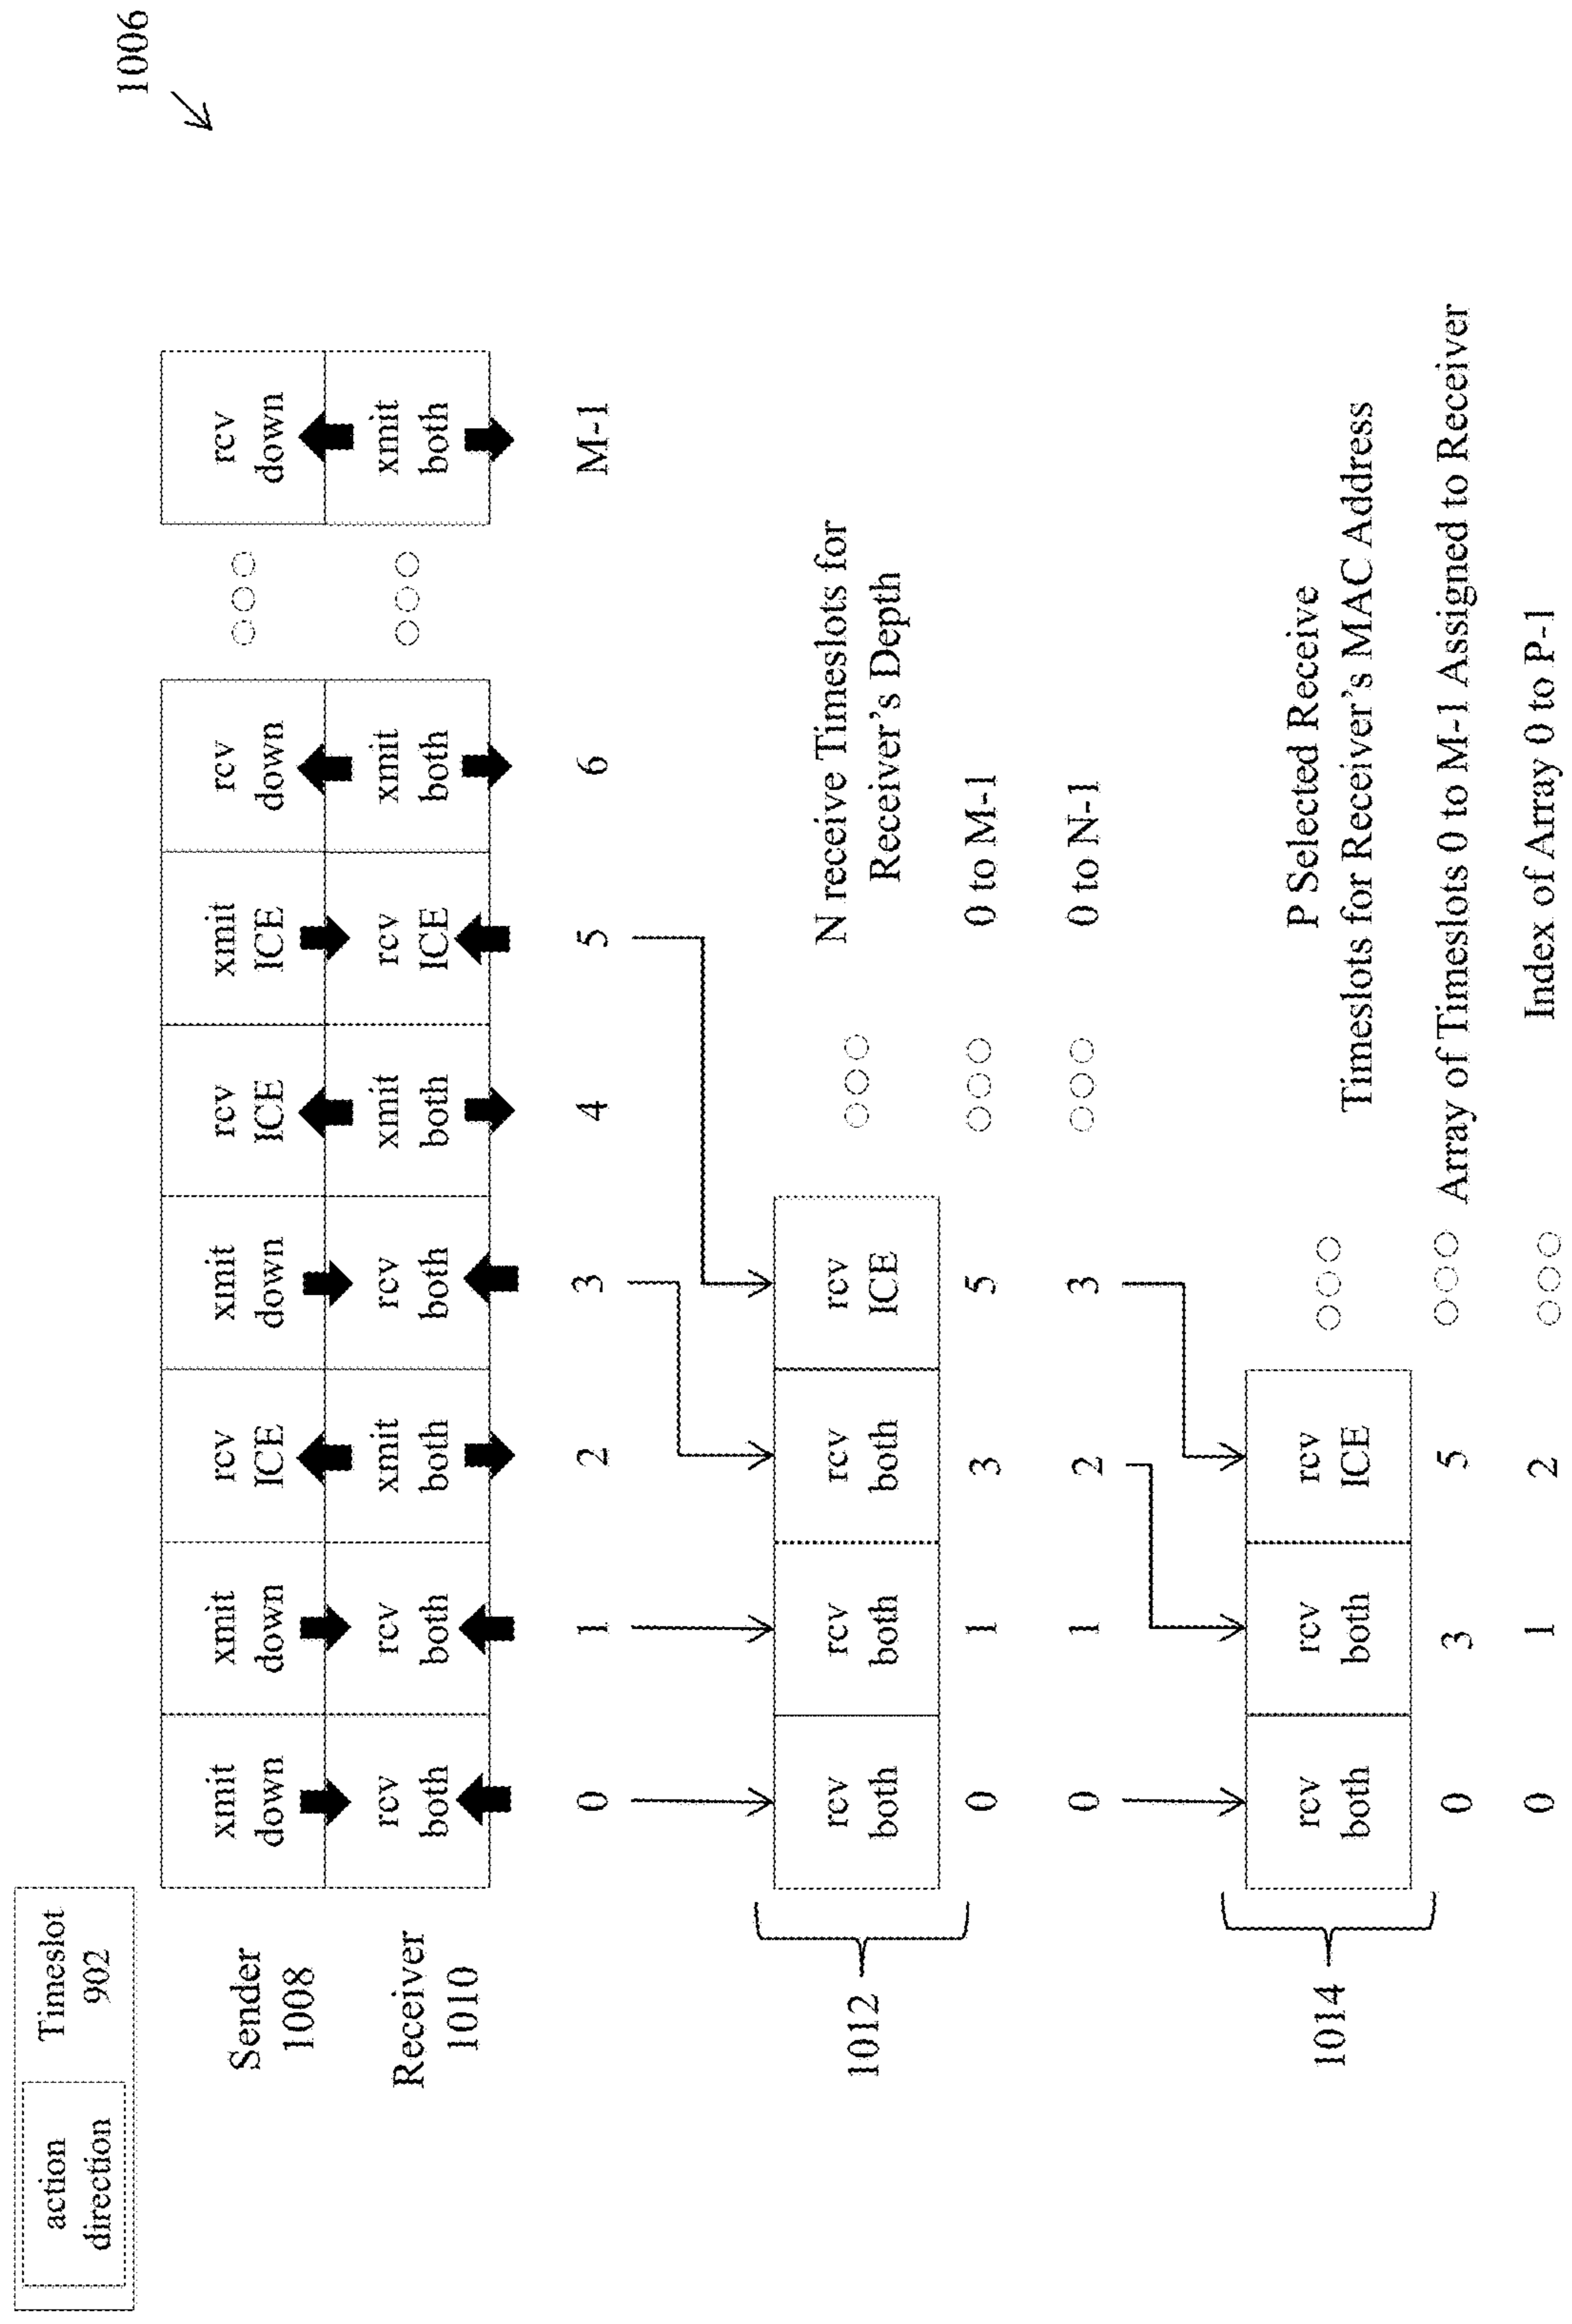 1006
action
direction
Timeslot
902
Sender
1008
xmit
down
xmit
down
rcv
ICE
xmit
down
rcv
ICE
xmit
ICE
rcv
down
rcv
down
Receiver
1010
rcv
both
rcv
both
xmit
both
rcv
both
xmit
both
rcv
ICE
xmit
both
xmit
both
0 1 2 3 4 5 6 M-1
1012
rcv
both
rcv
both
rcv
both
rcv
ICE
N receive Timeslots for
Receiver's Depth
0 1 3 5 0 to M-1
0 1 2 3 0 to N-1
1014
rcv
both
rcv
both
rcv
ICE
P Selected Receive
Timeslots for Receiver's MAC Address
0 3 5 Array of Timeslots 0 to M-1 Assigned to Receiver
0 1 2 Index of Array 0 to P-1